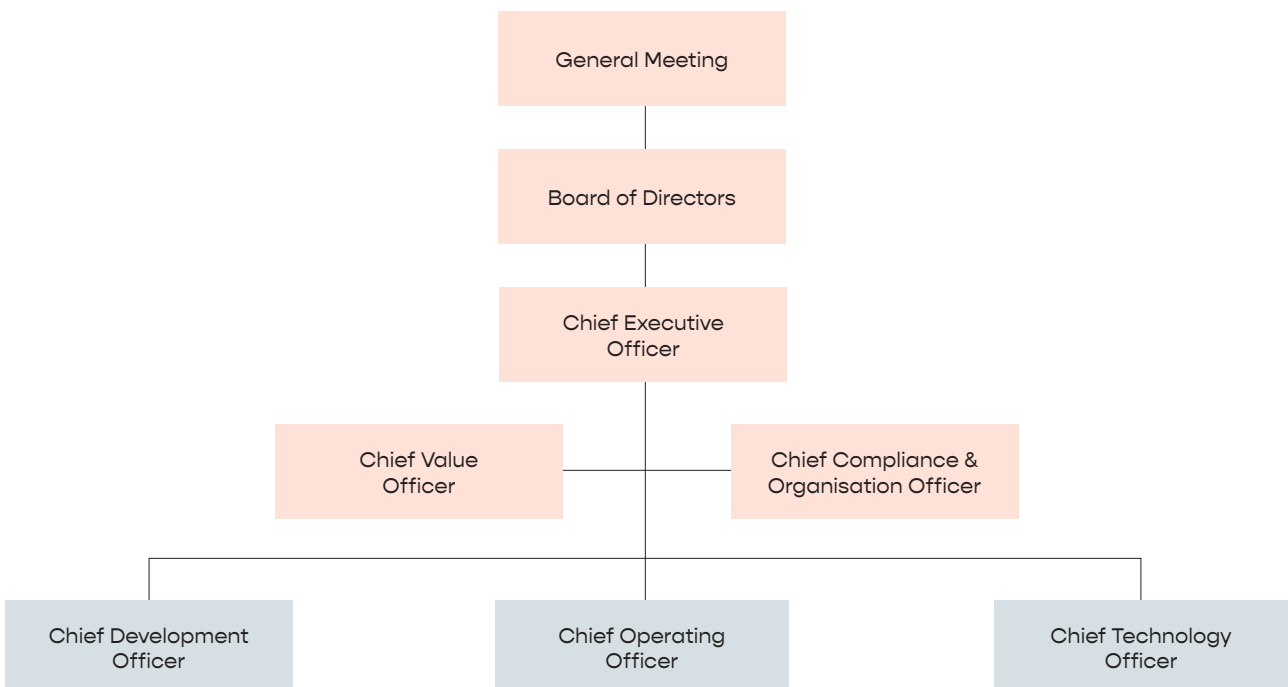 General Meeting
Board of Directors
Chief Executive
Officer
Chief Value
Officer
Chief Compliance &
Organisation Officer
Chief Development
Officer
Chief Operating
Officer
Chief Technology
Officer